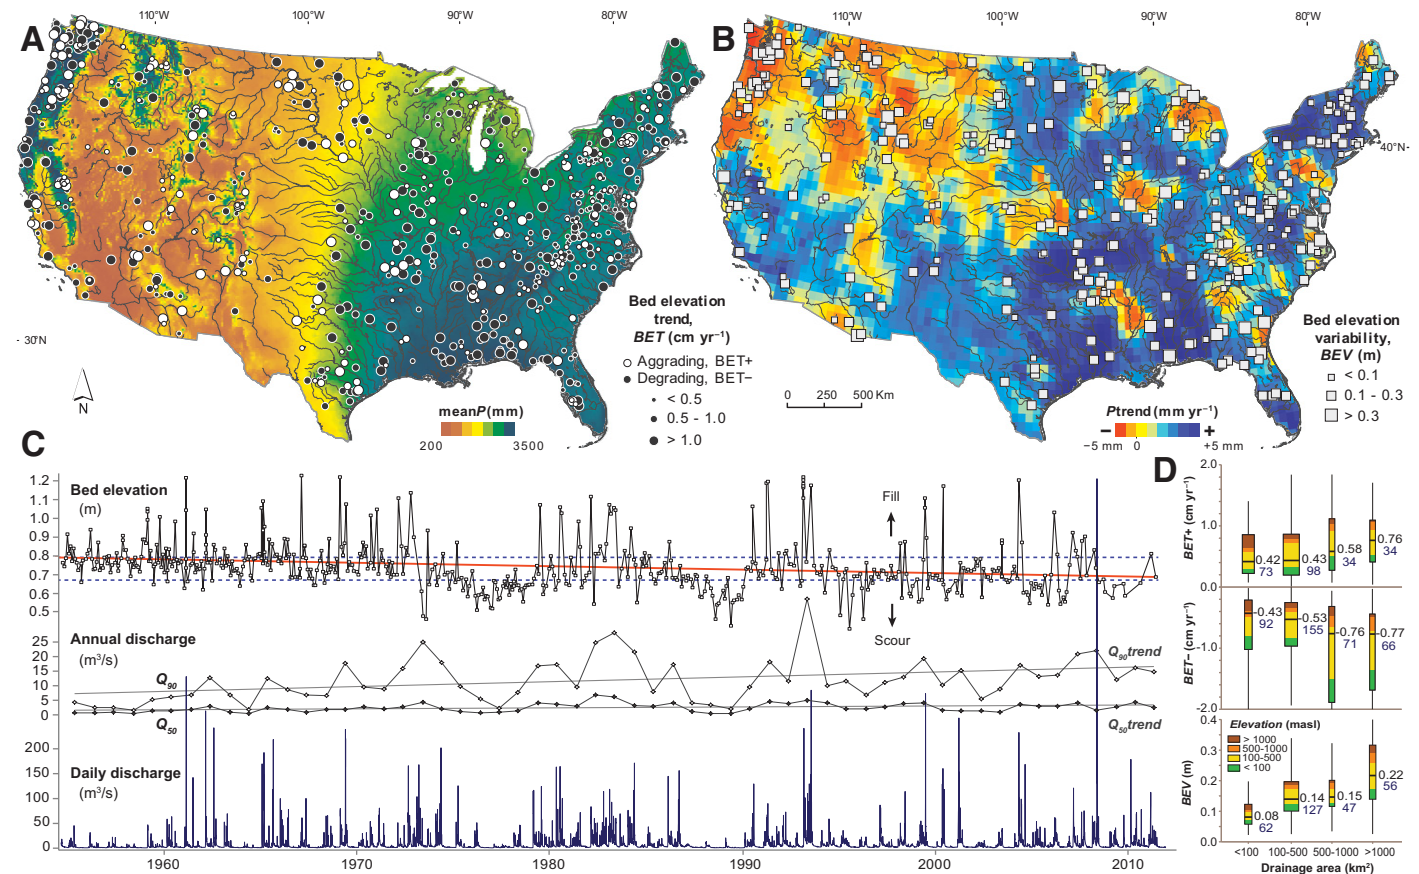 A
110°W
100°W
90°W
80°W
- 30°N
N
Bed elevation
trend,
BET (cm yr⁻¹)
Aggrading, BET+
Degrading, BET−
< 0.5
0.5 - 1.0
> 1.0
meanP(mm)
200
3500
B
110°W
100°W
90°W
80°W
40°N-
0
250
500 Km
Bed elevation
variability,
BEV (m)
< 0.1
0.1 - 0.3
> 0.3
Ptrend (mm yr⁻¹)
−
+
−5 mm
0
+5 mm
C
Bed elevation
(m)
1.2
1.1
1.0
0.9
0.8
0.7
0.6
0.5
Fill
Scour
Annual discharge
(m³/s)
25
20
15
10
5
0
Q90
Q90trend
Q50
Q50trend
Daily discharge
(m³/s)
200
150
100
50
0
1960
1970
1980
1990
2000
2010
D
BET+ (cm yr⁻¹)
2.0
1.0
0.0
0.42
73
0.43
98
0.58
34
0.76
34
BET− (cm yr⁻¹)
-1.0
-2.0
-0.43
92
-0.53
155
-0.76
71
-0.77
66
BEV (m)
0.4
0.3
0.2
0.1
0.0
Elevation (masl)
> 1000
500-1000
100-500
< 100
0.08
62
0.14
127
0.15
47
0.22
56
<100
100-500
500-1000
>1000
Drainage area (km²)